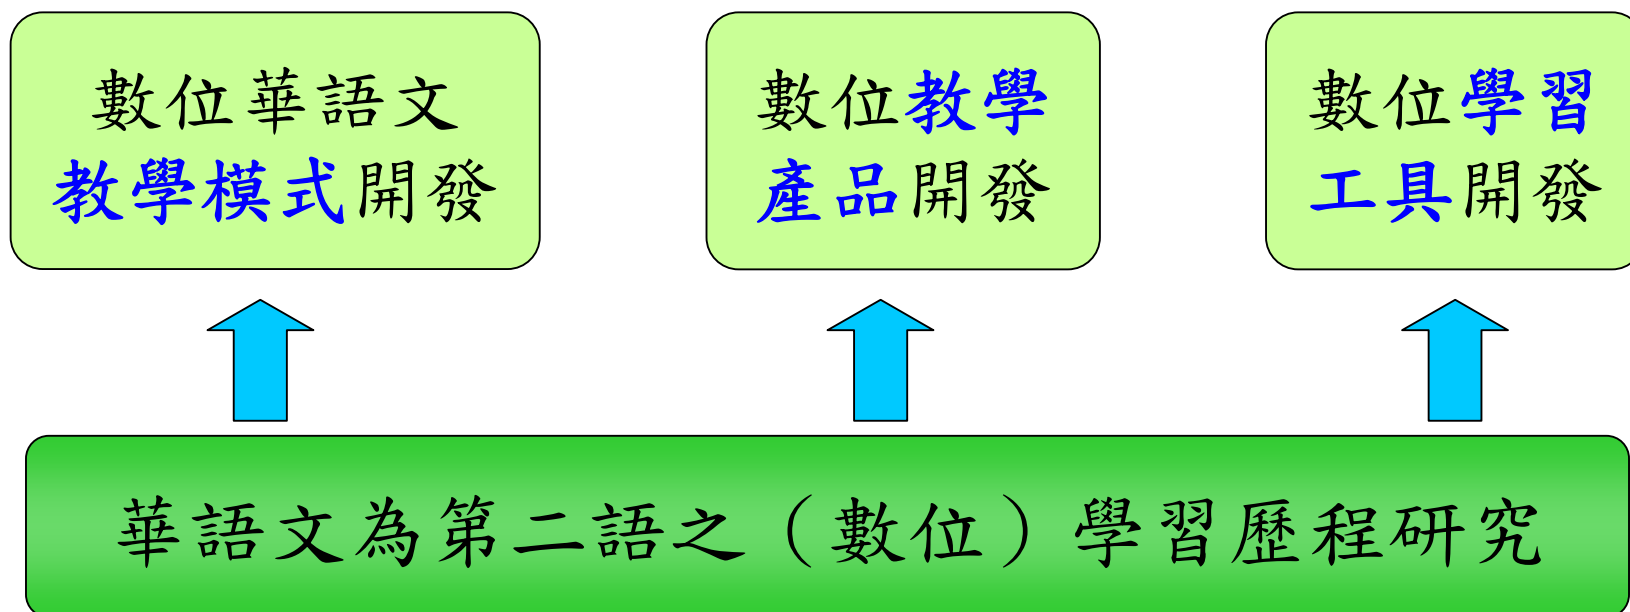 數位華語文
教學模式開發
數位教學
產品開發
數位學習
工具開發
華語文為第二語之（數位）學習歷程研究